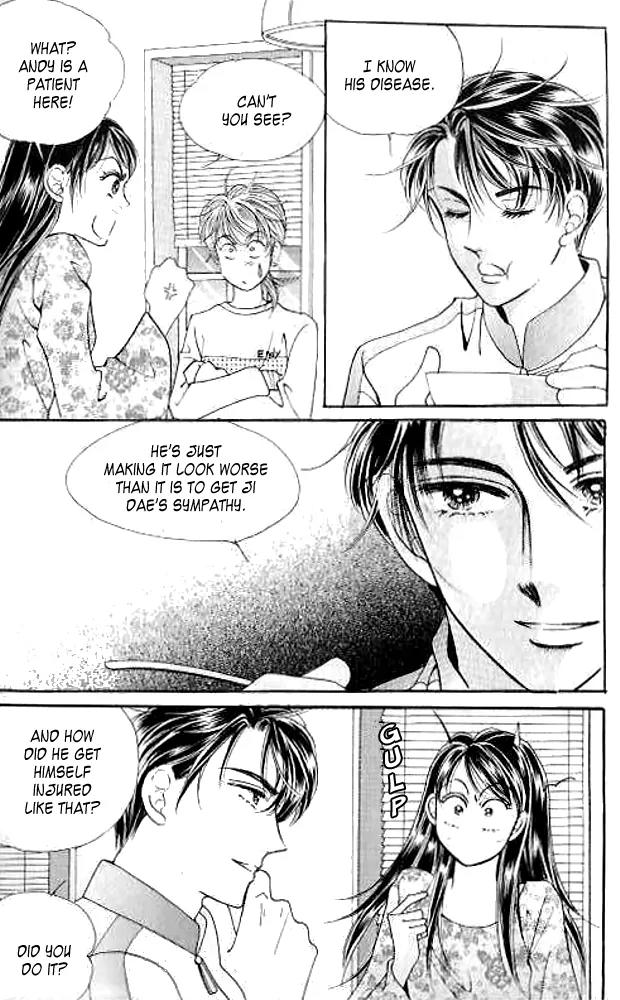 WHAT?
ANDY IS A
PATIENT
HERE!
CAN'T
YOU SEE?
I KNOW
HIS DISEASE.
HE'S JUST
MAKING IT LOOK WORSE
THAN IT IS TO GET JI
DAE'S SYMPATHY.
AND HOW
DID HE GET
HIMSELF
INJURED
LIKE THAT?
GULP
DID YOU
DO IT?